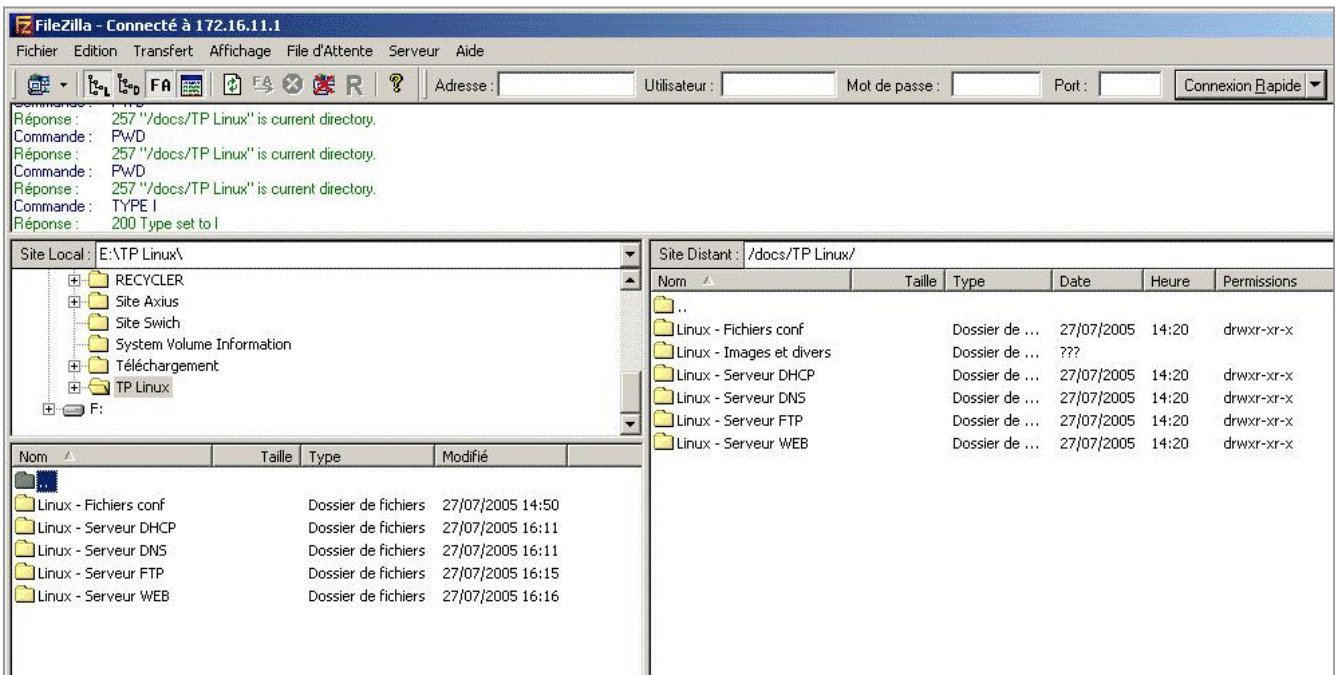 FileZilla - Connecté à 172.16.11.1
Fichier Edition Transfert Affichage File d'Attente Serveur Aide
FA R ? Adresse : Utilisateur : Mot de passe : Port : Connexion Rapide
Commande : PWD
Réponse : 257 "/docs/TP Linux" is current directory.
Commande : PWD
Réponse : 257 "/docs/TP Linux" is current directory.
Commande : PWD
Réponse : 257 "/docs/TP Linux" is current directory.
Commande : TYPE I
Réponse : 200 Type set to I
Site Local : E:\TP Linux\
RECYCLER
Site Axius
Site Swich
System Volume Information
Téléchargement
TP Linux
F:
Nom Taille Type Modifié
..
Linux - Fichiers conf Dossier de fichiers 27/07/2005 14:50
Linux - Serveur DHCP Dossier de fichiers 27/07/2005 16:11
Linux - Serveur DNS Dossier de fichiers 27/07/2005 16:11
Linux - Serveur FTP Dossier de fichiers 27/07/2005 16:15
Linux - Serveur WEB Dossier de fichiers 27/07/2005 16:16
Site Distant : /docs/TP Linux/
Nom Taille Type Date Heure Permissions
..
Linux - Fichiers conf Dossier de ... 27/07/2005 14:20 drwxr-xr-x
Linux - Images et divers Dossier de ... ???
Linux - Serveur DHCP Dossier de ... 27/07/2005 14:20 drwxr-xr-x
Linux - Serveur DNS Dossier de ... 27/07/2005 14:20 drwxr-xr-x
Linux - Serveur FTP Dossier de ... 27/07/2005 14:20 drwxr-xr-x
Linux - Serveur WEB Dossier de ... 27/07/2005 14:20 drwxr-xr-x